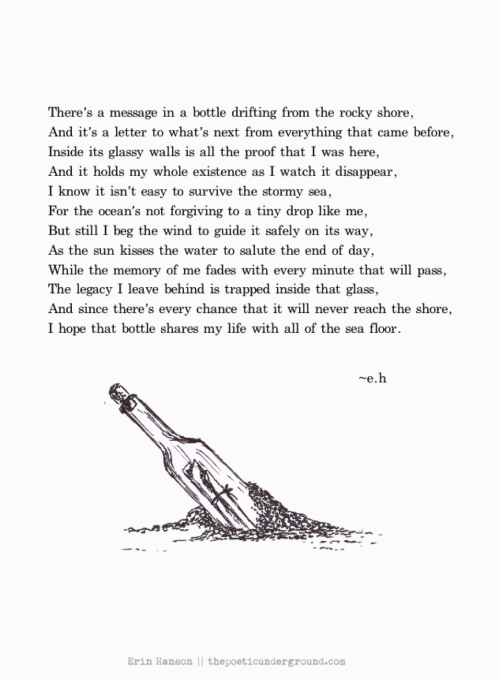 There's a message in a bottle drifting from the rocky shore,
And it's a letter to what's next from everything that came before,
Inside its glassy walls is all the proof that I was here,
And it holds my whole existence as I watch it disappear,
I know it isn't easy to survive the stormy sea,
For the ocean's not forgiving to a tiny drop like me,
But still I beg the wind to guide it safely on its way,
As the sun kisses the water to salute the end of day,
While the memory of me fades with every minute that will pass,
The legacy I leave behind is trapped inside that glass,
And since there's every chance that it will never reach the shore,
I hope that bottle shares my life with all of the sea floor.
~e.h
Erin Hanson || thepoeticunderground.com